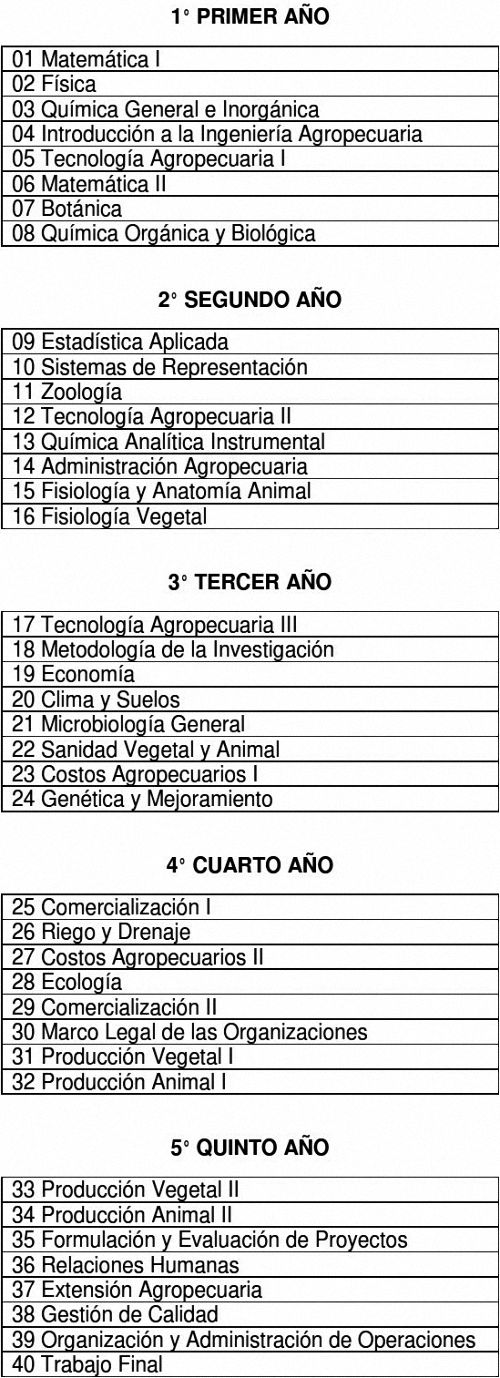 1° PRIMER AÑO
01 Matemática I
02 Física
03 Química General e Inorgánica
04 Introducción a la Ingeniería Agropecuaria
05 Tecnología Agropecuaria I
06 Matemática II
07 Botánica
08 Química Orgánica y Biológica
2° SEGUNDO AÑO
09 Estadística Aplicada
10 Sistemas de Representación
11 Zoología
12 Tecnología Agropecuaria II
13 Química Analítica Instrumental
14 Administración Agropecuaria
15 Fisiología y Anatomía Animal
16 Fisiología Vegetal
3° TERCER AÑO
17 Tecnología Agropecuaria III
18 Metodología de la Investigación
19 Economía
20 Clima y Suelos
21 Microbiología General
22 Sanidad Vegetal y Animal
23 Costos Agropecuarios I
24 Genética y Mejoramiento
4° CUARTO AÑO
25 Comercialización I
26 Riego y Drenaje
27 Costos Agropecuarios II
28 Ecología
29 Comercialización II
30 Marco Legal de las Organizaciones
31 Producción Vegetal I
32 Producción Animal I
5° QUINTO AÑO
33 Producción Vegetal II
34 Producción Animal II
35 Formulación y Evaluación de Proyectos
36 Relaciones Humanas
37 Extensión Agropecuaria
38 Gestión de Calidad
39 Organización y Administración de Operaciones
40 Trabajo Final